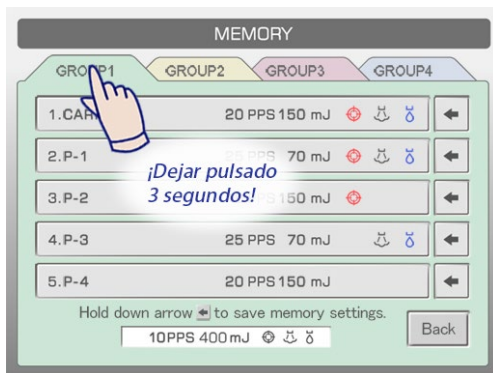 MEMORY
GROUP1 GROUP2 GROUP3 GROUP4
1. 20 PPS 150 mJ
2.P-1 70 mJ
¡Dejar pulsado
3 segundos!
3.P-2 150 mJ
4.P-3 25 PPS 70 mJ
5.P-4 20 PPS 150 mJ
Hold down arrow to save memory settings.
10PPS 400 mJ
Back